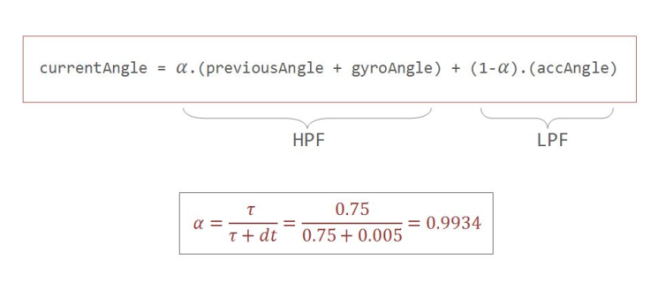 currentAngle = α.(previousAngle + gyroAngle) + (1-α).(accAngle)
HPF LPF
α = τ / (τ + dt) = 0.75 / (0.75 + 0.005) = 0.9934